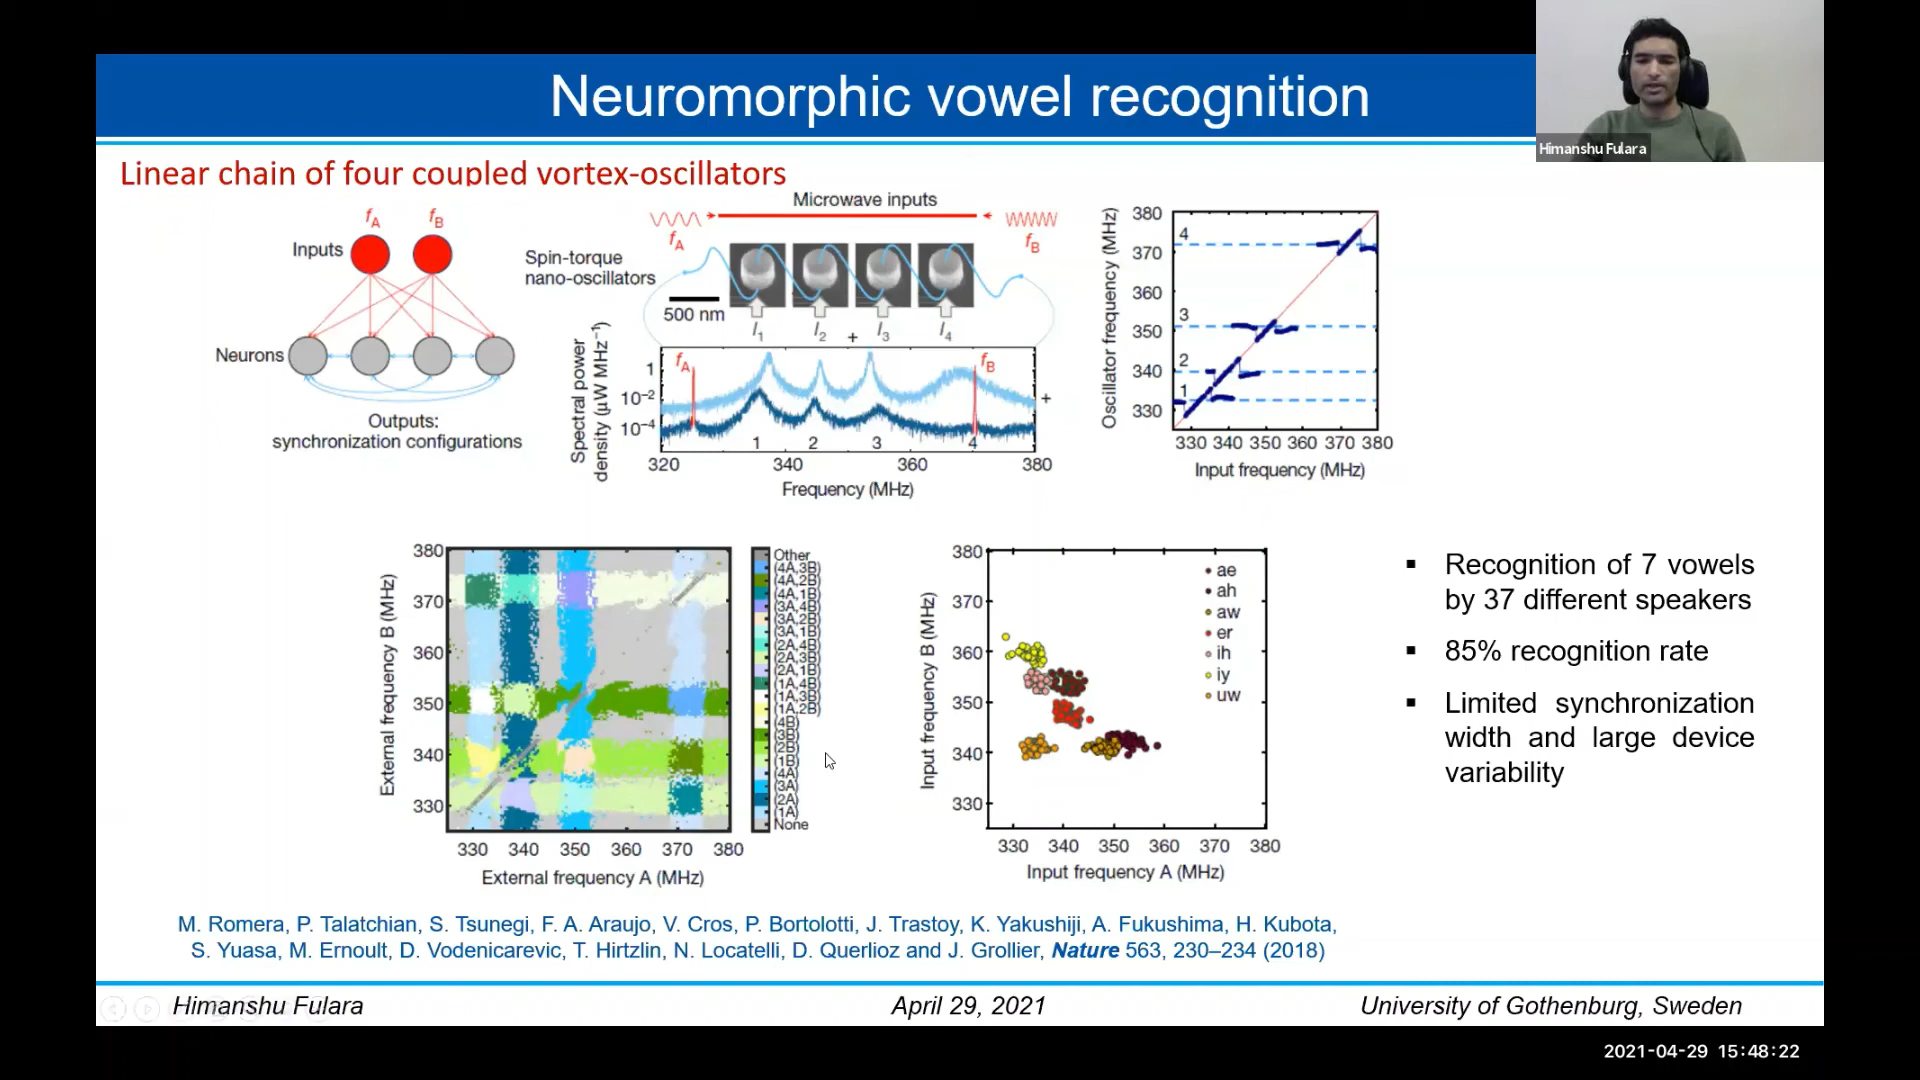 Neuromorphic vowel recognition
Himanshu Fulara
Linear chain of four coupled vortex-oscillators
fA fB
Inputs
Neurons
Outputs:
synchronization configurations
Microwave inputs
fA
fB
Spin-torque
nano-oscillators
500 nm
I1 I2 + I3 I4
Spectral power
density (µW MHz⁻¹)
1
10⁻²
10⁻⁴
fA
fB
+
1 2 3 4
320 340 360 380
Frequency (MHz)
Oscillator frequency (MHz)
380
370
360
350
340
330
4
3
2
1
330 340 350 360 370 380
Input frequency (MHz)
External frequency B (MHz)
380
370
360
350
340
330
330 340 350 360 370 380
External frequency A (MHz)
Other
(4A,3B)
(4A,2B)
(4A,1B)
(3A,4B)
(3A,2B)
(3A,1B)
(2A,4B)
(2A,3B)
(2A,1B)
(1A,4B)
(1A,3B)
(1A,2B)
(4B)
(3B)
(2B)
(1B)
(4A)
(3A)
(2A)
(1A)
None
Input frequency B (MHz)
380
370
360
350
340
330
ae
ah
aw
er
ih
iy
uw
330 340 350 360 370 380
Input frequency A (MHz)
▪ Recognition of 7 vowels
by 37 different speakers
▪ 85% recognition rate
▪ Limited synchronization
width and large device
variability
M. Romera, P. Talatchian, S. Tsunegi, F. A. Araujo, V. Cros, P. Bortolotti, J. Trastoy, K. Yakushiji, A. Fukushima, H. Kubota,
S. Yuasa, M. Ernoult, D. Vodenicarevic, T. Hirtzlin, N. Locatelli, D. Querlioz and J. Grollier, Nature 563, 230–234 (2018)
Himanshu Fulara April 29, 2021 University of Gothenburg, Sweden
2021-04-29 15:48:22